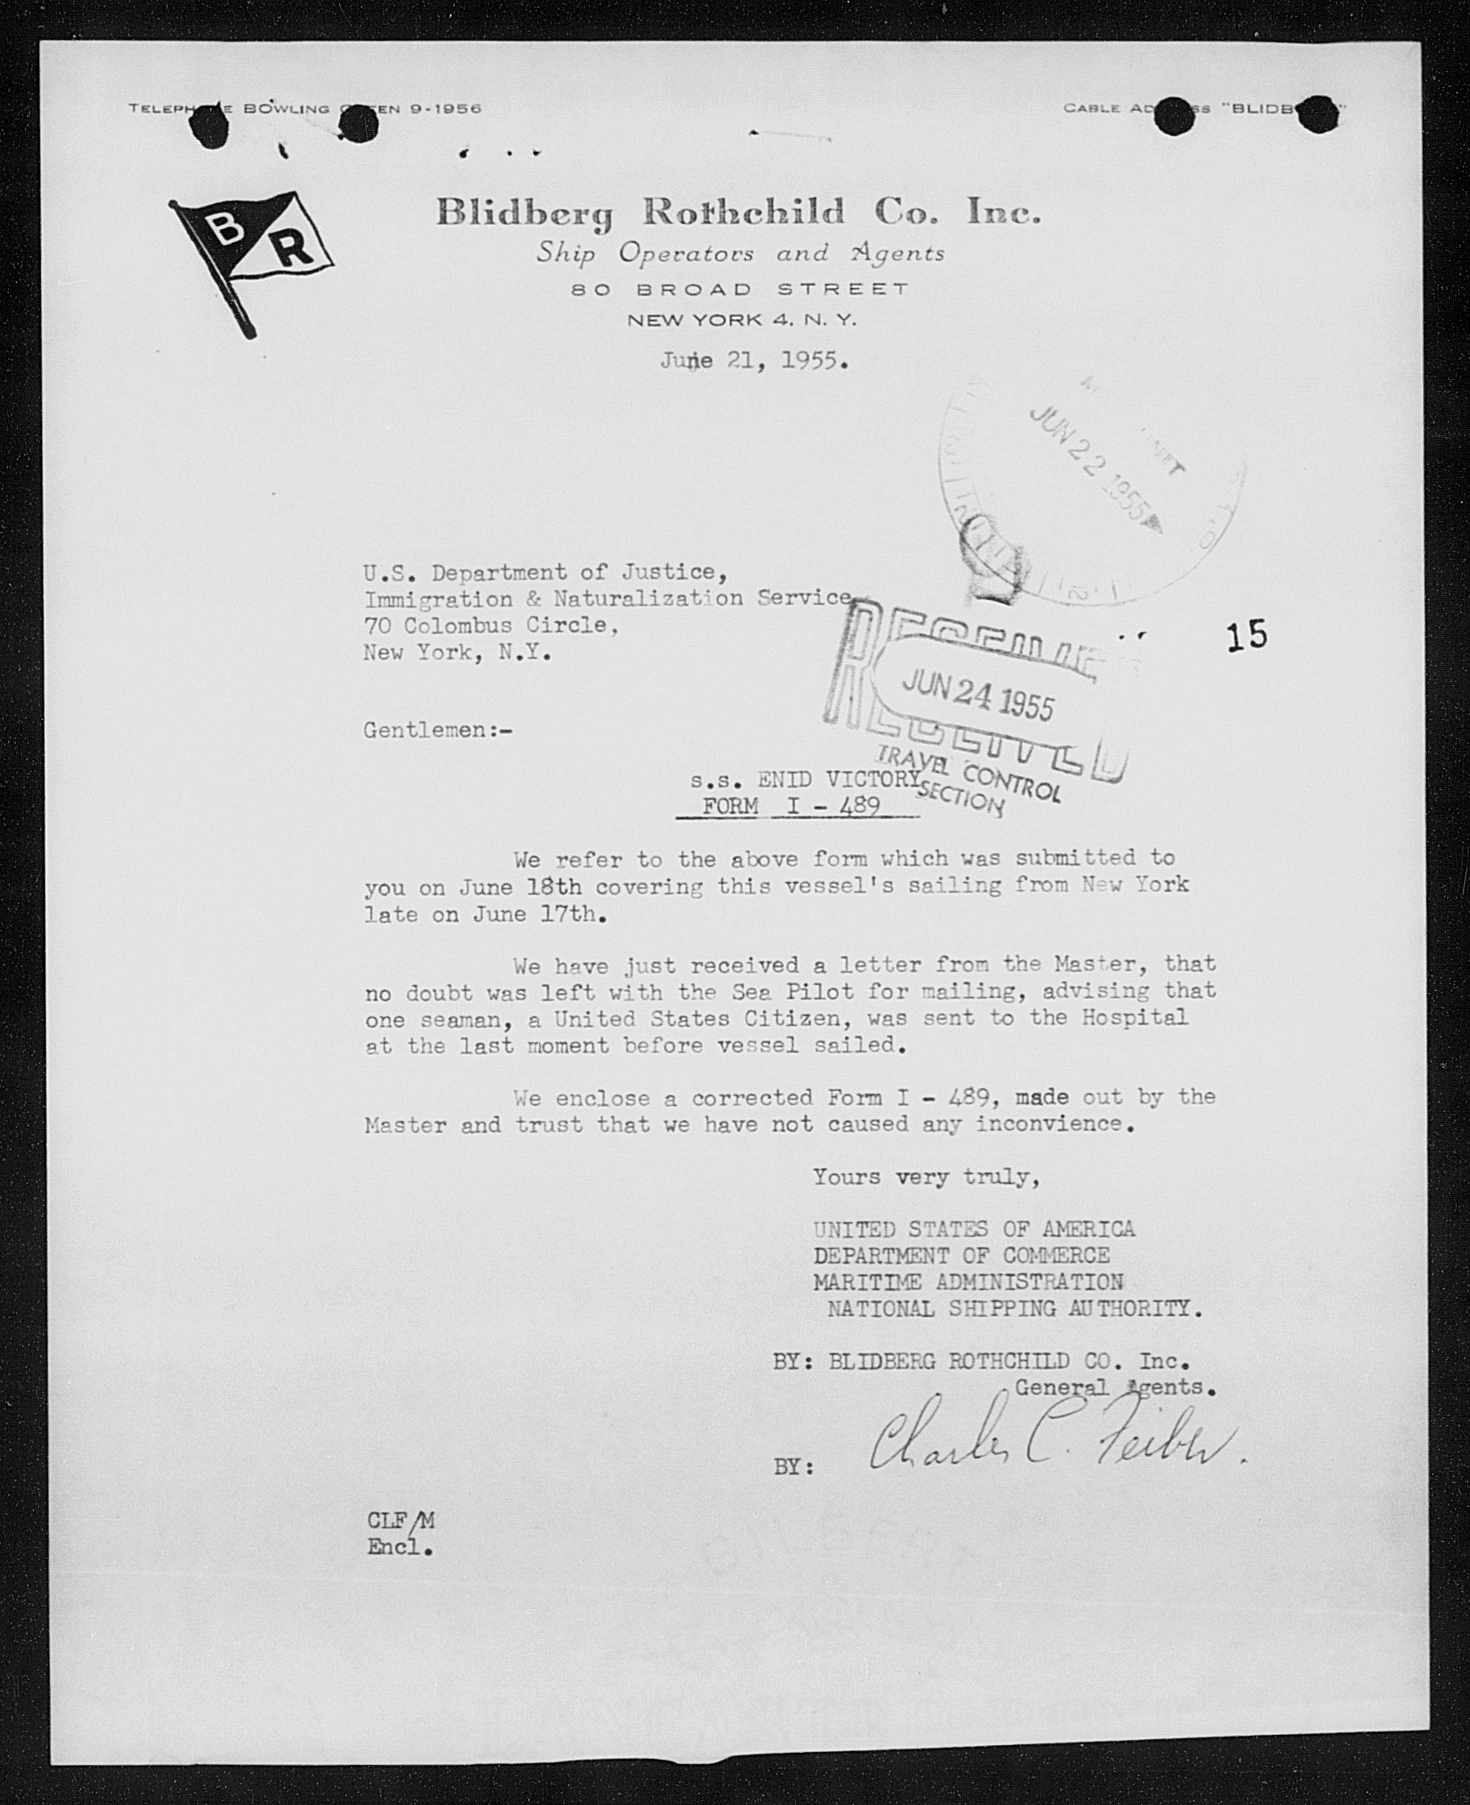 TELEPHONE BOWLING GREEN 9-1956
CABLE ADDRESS "BLIDBERG"
B
R
Blidberg Rothchild Co. Inc.
Ship Operators and Agents
80 BROAD STREET
NEW YORK 4. N. Y.
June 21, 1955.
JUN 22 1955
U.S. Department of Justice,
Immigration & Naturalization Service,
70 Colombus Circle,
New York, N.Y.
15
RECEIVED
JUN 24 1955
RECEIVED
TRAVEL CONTROL
SECTION
Gentlemen:-
s.s. ENID VICTORY
FORM I - 489
We refer to the above form which was submitted to
you on June 18th covering this vessel's sailing from New York
late on June 17th.
We have just received a letter from the Master, that
no doubt was left with the Sea Pilot for mailing, advising that
one seaman, a United States Citizen, was sent to the Hospital
at the last moment before vessel sailed.
We enclose a corrected Form I - 489, made out by the
Master and trust that we have not caused any inconvience.
Yours very truly,
UNITED STATES OF AMERICA
DEPARTMENT OF COMMERCE
MARITIME ADMINISTRATION
NATIONAL SHIPPING AUTHORITY.
BY: BLIDBERG ROTHCHILD CO. Inc.
General Agents.
BY: Charles C. Feiber.
CLF/M
Encl.